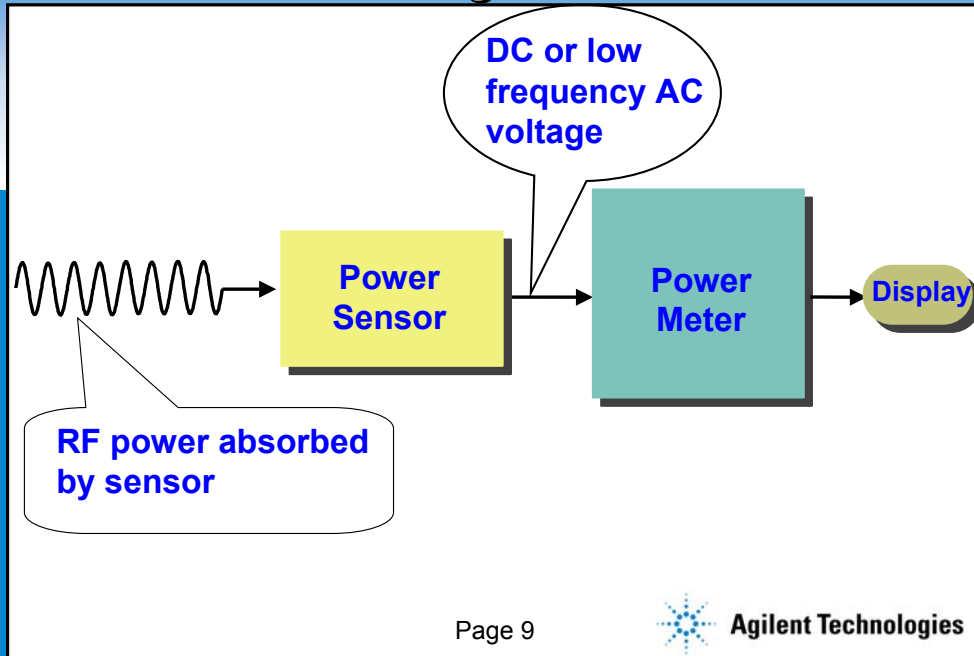 DC or low
frequency AC
voltage
Power
Sensor
Power
Meter
Display
RF power absorbed
by sensor
Page 9
Agilent Technologies